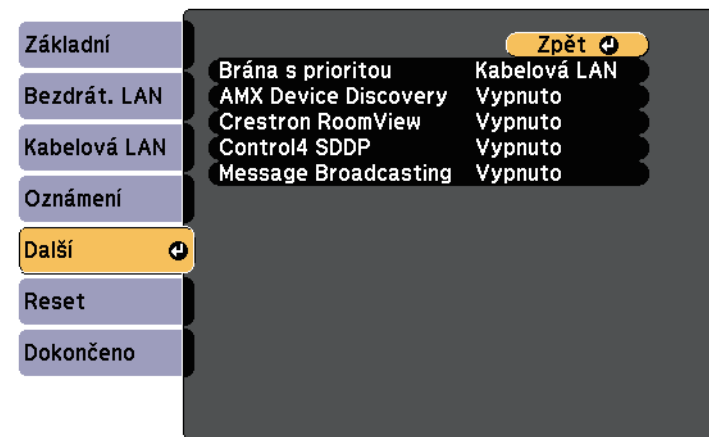 Základní
Bezdrát. LAN
Kabelová LAN
Oznámení
Další
Reset
Dokončeno
Zpět
Brána s prioritou Kabelová LAN
AMX Device Discovery Vypnuto
Crestron RoomView Vypnuto
Control4 SDDP Vypnuto
Message Broadcasting Vypnuto